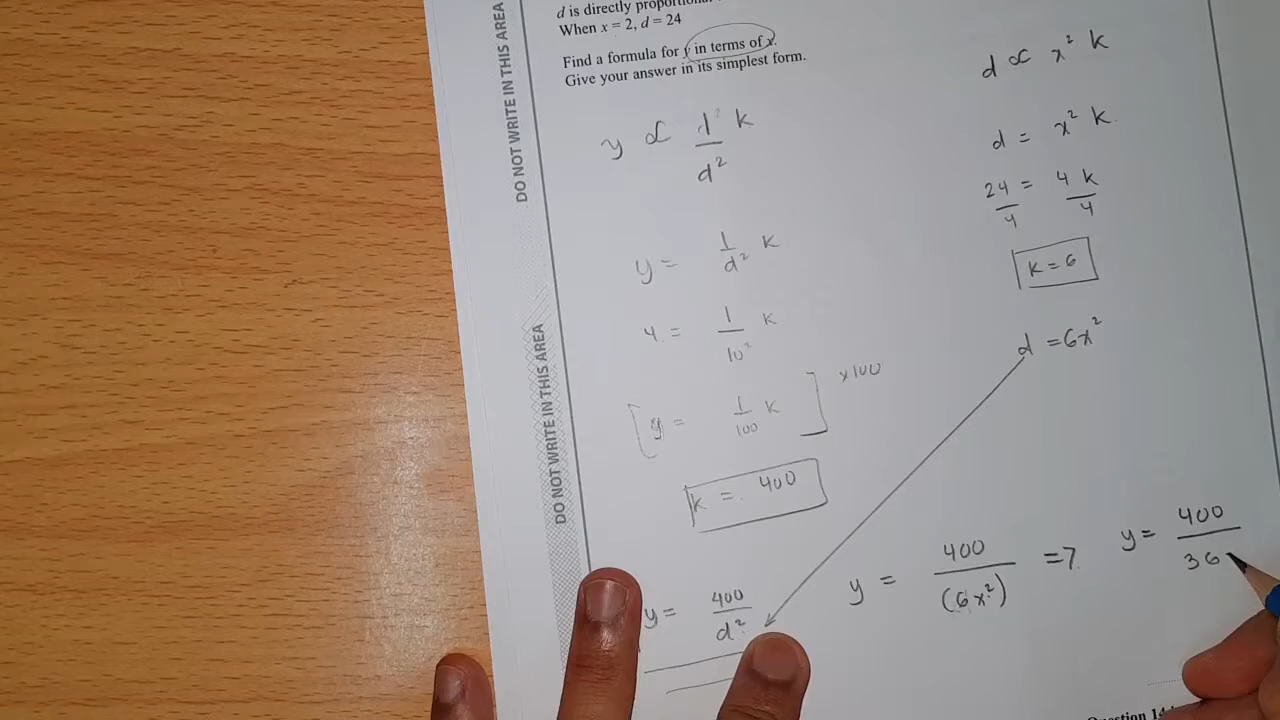 d is directly proportional
When x = 2, d = 24
Find a formula for y in terms of x.
Give your answer in its simplest form.
DO NOT WRITE IN THIS AREA
DO NOT WRITE IN THIS AREA
y ∝ 1/d² k
y = 1/d² k
4 = 1/10² k
[ y = 1/100 k ] ×100
k = 400
y = 400/d²
d ∝ x² k
d = x² k
24/4 = 4k/4
k = 6
d = 6x²
y = 400/(6x²) => y = 400/36
Question 14